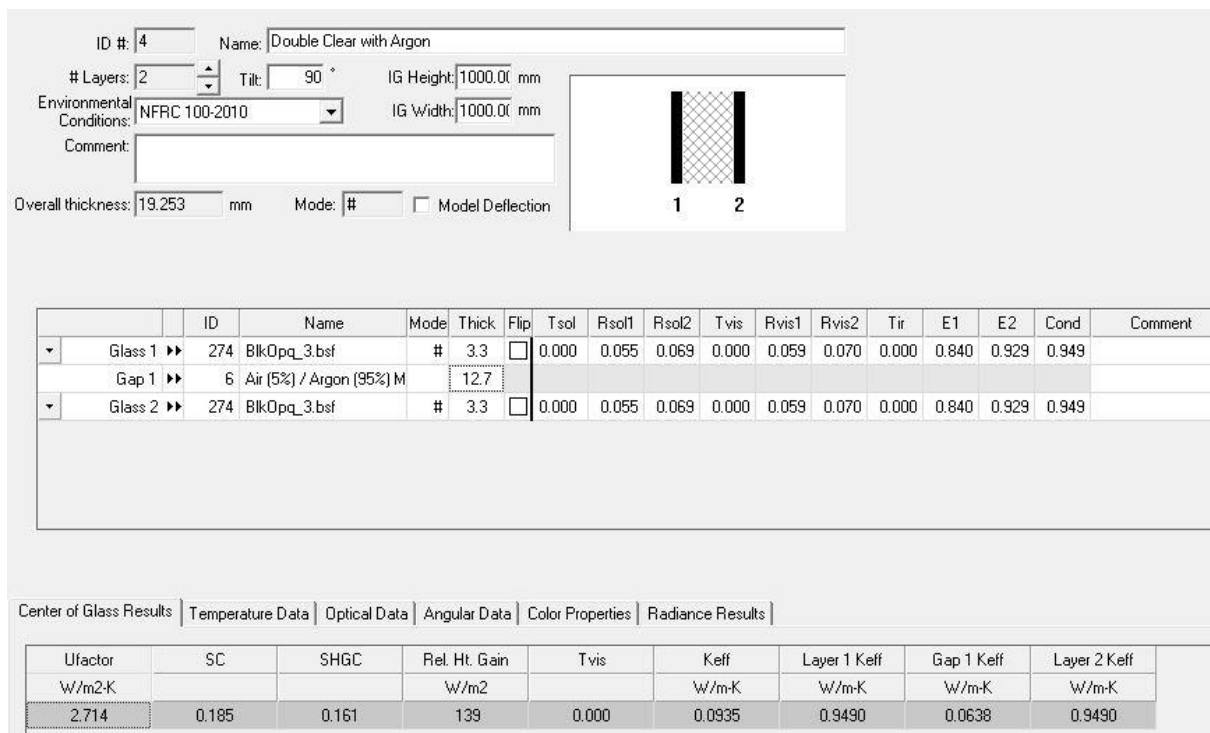 ID #: 4 Name: Double Clear with Argon
# Layers: 2 Tilt: 90 ° IG Height: 1000.00 mm
Environmental Conditions: NFRC 100-2010 IG Width: 1000.00 mm
Comment:
Overall thickness: 19.253 mm Mode: # Model Deflection
1 2
ID Name Mode Thick Flip Tsol Rsol1 Rsol2 Tvis Rvis1 Rvis2 Tir E1 E2 Cond Comment
Glass 1 ▸▸ 274 BlkOpq_3.bsf # 3.3 0.000 0.055 0.069 0.000 0.059 0.070 0.000 0.840 0.929 0.949
Gap 1 ▸▸ 6 Air (5%) / Argon (95%) M 12.7
Glass 2 ▸▸ 274 BlkOpq_3.bsf # 3.3 0.000 0.055 0.069 0.000 0.059 0.070 0.000 0.840 0.929 0.949
Center of Glass Results Temperature Data Optical Data Angular Data Color Properties Radiance Results
Ufactor SC SHGC Rel. Ht. Gain Tvis Keff Layer 1 Keff Gap 1 Keff Layer 2 Keff
W/m2-K W/m2 W/m-K W/m-K W/m-K W/m-K
2.714 0.185 0.161 139 0.000 0.0935 0.9490 0.0638 0.9490